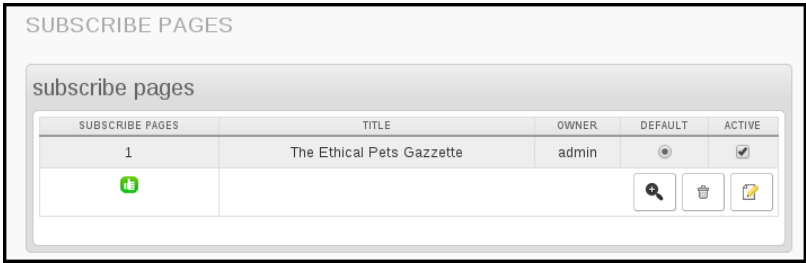 SUBSCRIBE PAGES
subscribe pages
SUBSCRIBE PAGES TITLE OWNER DEFAULT ACTIVE
1 The Ethical Pets Gazzette admin